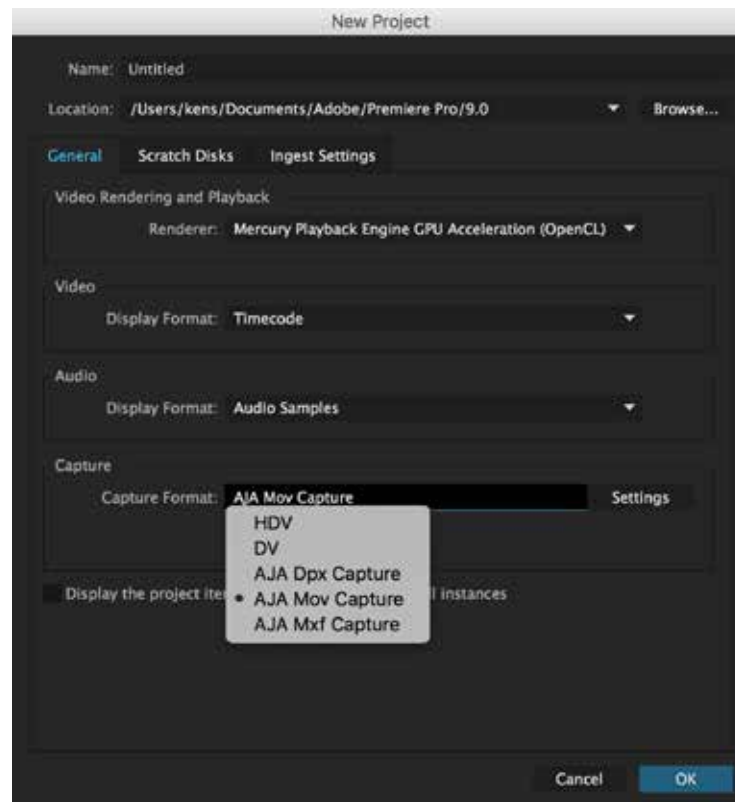 New Project
Name: Untitled
Location: /Users/kens/Documents/Adobe/Premiere Pro/9.0 Browse...
General Scratch Disks Ingest Settings
Video Rendering and Playback
Renderer: Mercury Playback Engine GPU Acceleration (OpenCL)
Video
Display Format: Timecode
Audio
Display Format: Audio Samples
Capture
Capture Format: AJA Mov Capture Settings
HDV
DV
AJA Dpx Capture
Display the project instances
• AJA Mov Capture
AJA Mxf Capture
Cancel OK